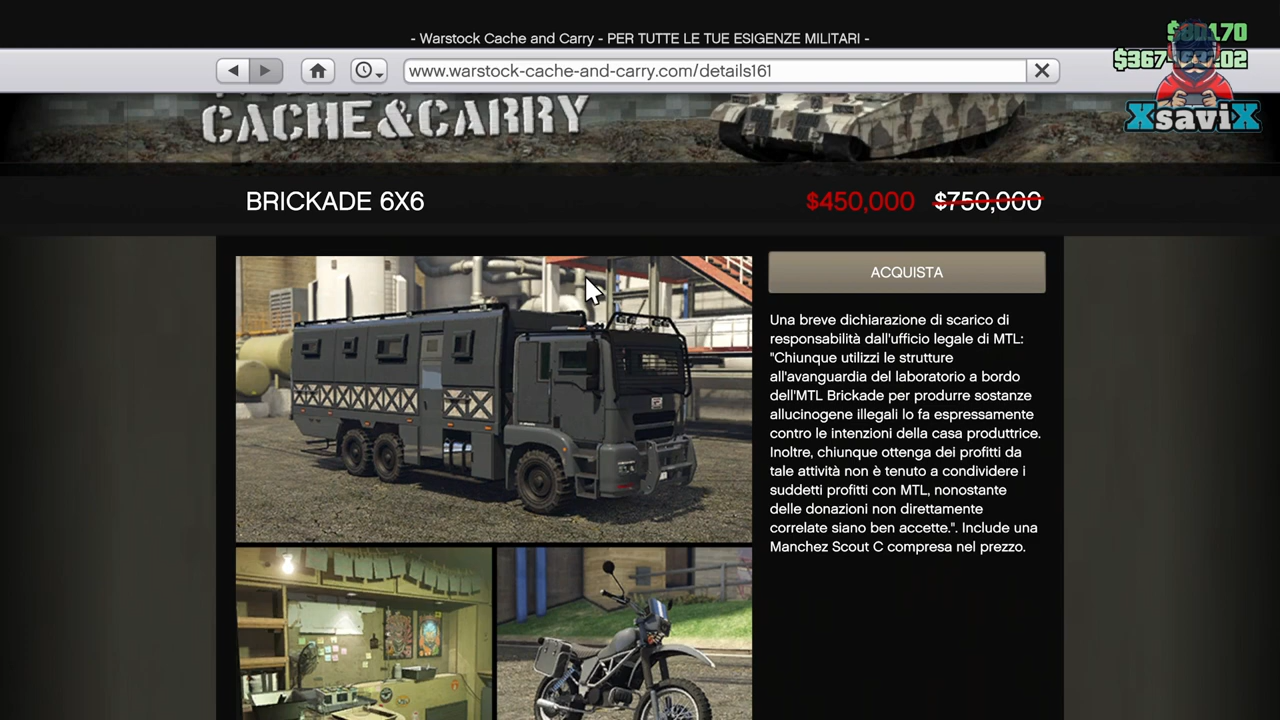 - Warstock Cache and Carry - PER TUTTE LE TUE ESIGENZE MILITARI -
www.warstock-cache-and-carry.com/details161
XsaviX
CACHE&CARRY
BRICKADE 6X6
$450,000 $750,000
ACQUISTA
Una breve dichiarazione di scarico di
responsabilità dall'ufficio legale di MTL:
"Chiunque utilizzi le strutture
all'avanguardia del laboratorio a bordo
dell'MTL Brickade per produrre sostanze
allucinogene illegali lo fa espressamente
contro le intenzioni della casa produttrice.
Inoltre, chiunque ottenga dei profitti da
tale attività non è tenuto a condividere i
suddetti profitti con MTL, nonostante
delle donazioni non direttamente
correlate siano ben accette.". Include una
Manchez Scout C compresa nel prezzo.